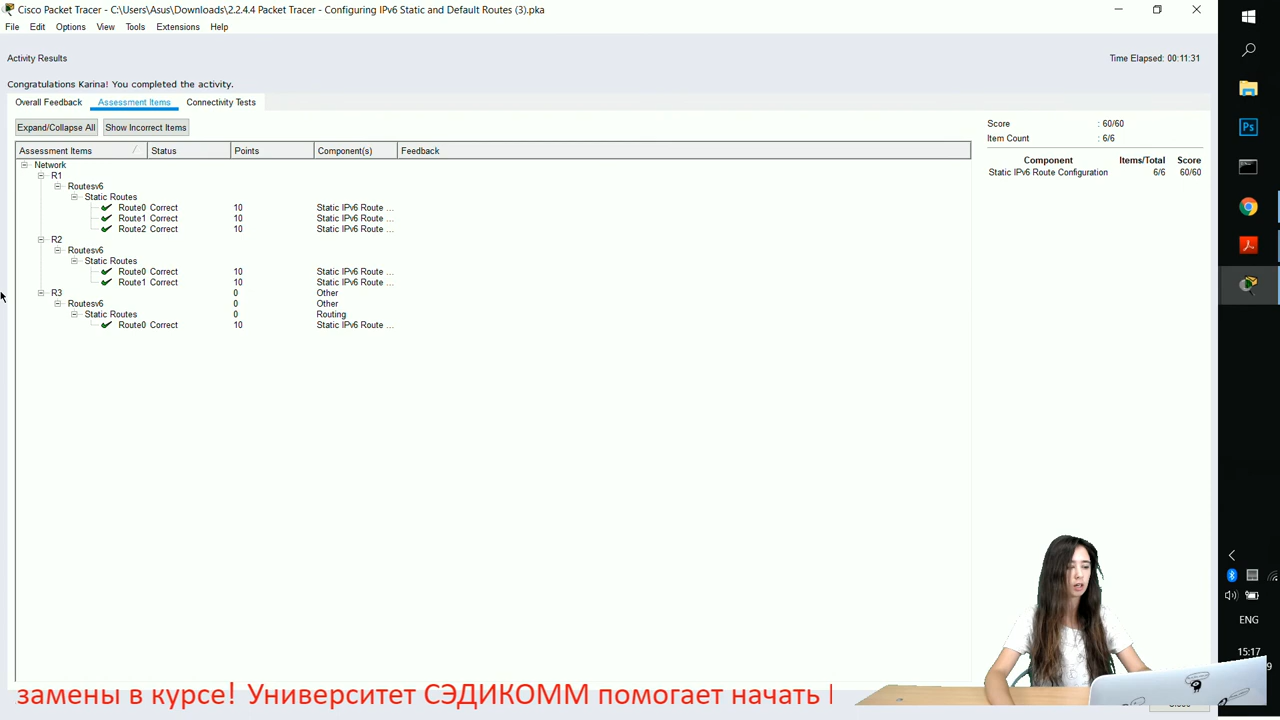 Cisco Packet Tracer - C:\Users\Asus\Downloads\2.2.4.4 Packet Tracer - Configuring IPv6 Static and Default Routes (3).pka
File Edit Options View Tools Extensions Help
Activity Results
Time Elapsed: 00:11:31
Congratulations Karina! You completed the activity.
Overall Feedback Assessment Items Connectivity Tests
Expand/Collapse All Show Incorrect Items
Assessment Items Status Points Component(s) Feedback
Network
R1
Routesv6
Static Routes
Route0 Correct 10 Static IPv6 Route ...
Route1 Correct 10 Static IPv6 Route ...
Route2 Correct 10 Static IPv6 Route ...
R2
Routesv6
Static Routes
Route0 Correct 10 Static IPv6 Route ...
Route1 Correct 10 Static IPv6 Route ...
R3 0 Other
Routesv6 0 Other
Static Routes 0 Routing
Route0 Correct 10 Static IPv6 Route ...
Score : 60/60
Item Count : 6/6
Component Items/Total Score
Static IPv6 Route Configuration 6/6 60/60
Ps
ENG
15:17
замены в курсе! Университет СЭДИКОММ помогает начать